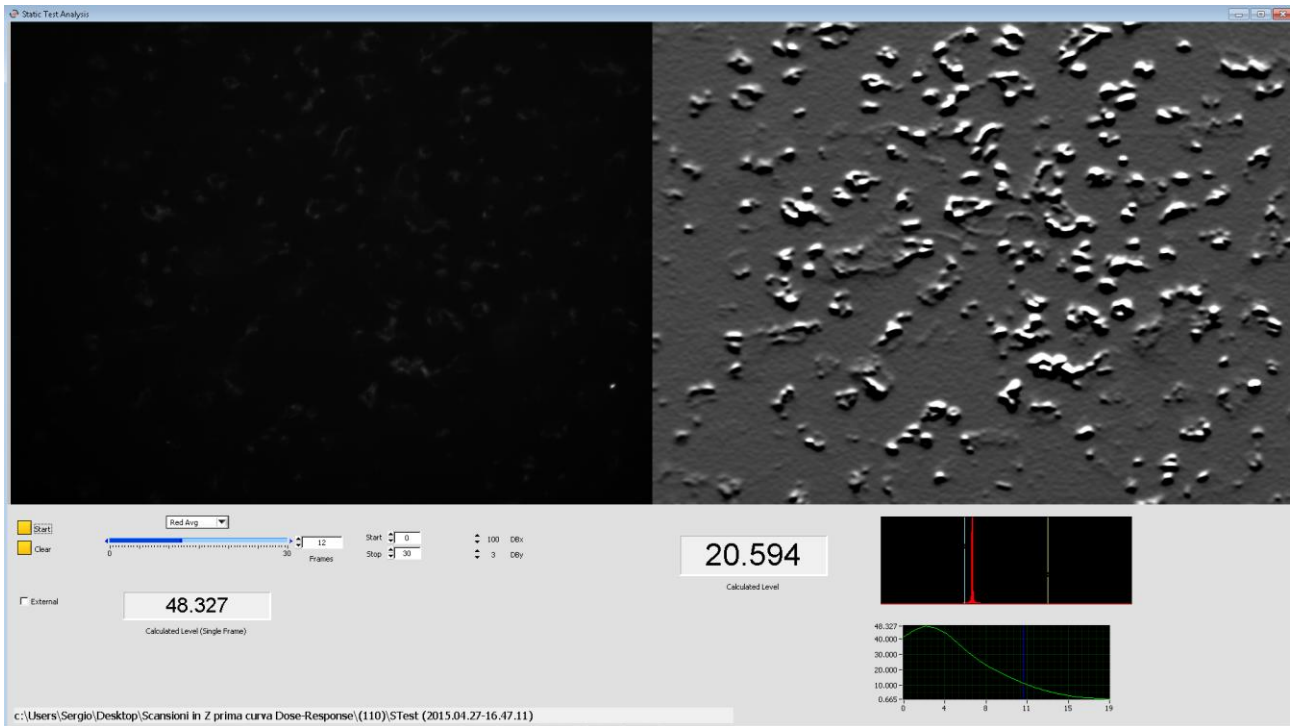 Static Test Analysis
Start
Clear
Red Avg
0
30
12
Frames
Start 0
Stop 30
100 DBx
3 DBy
20.594
Calculated Level
External
48.327
Calculated Level (Single Frame)
48.327
40.000
30.000
20.000
10.000
0.665
0 4 8 11 15 19
c:\Users\Sergio\Desktop\Scansioni in Z prima curva Dose-Response\(110)\STest (2015.04.27-16.47.11)